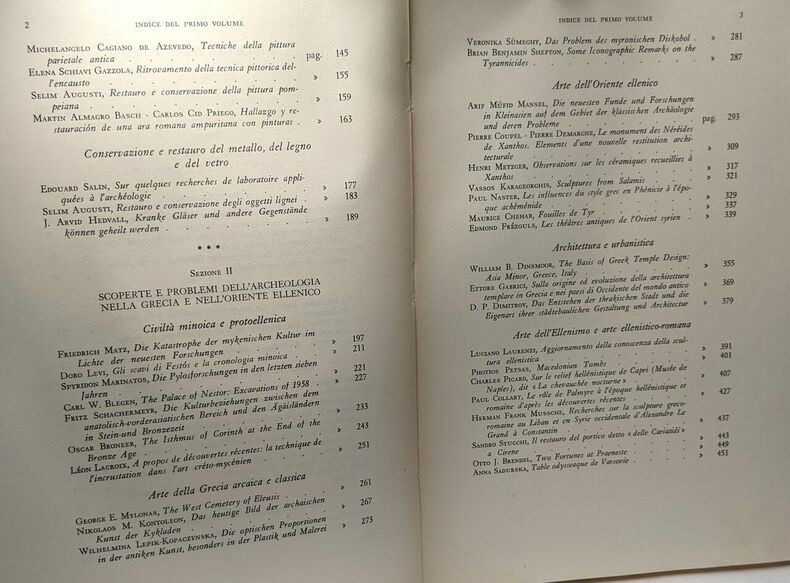 2
INDICE DEL PRIMO VOLUME
MICHELANGELO CAGIANO DE AZEVEDO, Tecniche della pittura
parietale antica . . . . . . pag. 145
ELENA SCHIAVI GAZZOLA, Ritrovamento della tecnica pittorica del-
l'encausto . . . . . . » 155
SELIM AUGUSTI, Restauro e conservazione della pittura pom-
peiana . . . . . . » 159
MARTIN ALMAGRO BASCH - CARLOS CID PRIEGO, Hallazgo y re-
stauración de una ara romana ampuritana con pinturas . » 163
Conservazione e restauro del metallo, del legno
e del vetro
EDOUARD SALIN, Sur quelques recherches de laboratoire appli-
quées à l'archéologie . . . . . » 177
SELIM AUGUSTI, Restauro e conservazione degli oggetti lignei . » 183
J. ARVID HEDVALL, Kranke Gläser und andere Gegenstände
können geheilt werden . . . . . » 189
* * *
SEZIONE II
SCOPERTE E PROBLEMI DELL'ARCHEOLOGIA
NELLA GRECIA E NELL'ORIENTE ELLENICO
Civiltà minoica e protoellenica
FRIEDRICH MATZ, Die Katastrophe der mykenischen Kultur im
Lichte der neuesten Forschungen . . . . » 197
DORO LEVI, Gli scavi di Festós e la cronologia minoica . » 211
SPYRIDON MARINATOS, Die Pylosforschungen in den letzten sieben
Jahren . . . . . . » 221
CARL W. BLEGEN, The Palace of Nestor: Excavations of 1958 . » 227
FRITZ SCHACHERMEYR, Die Kulturbeziehungen zwischen dem
anatolisch-vorderasiatischen Bereich und den Ägäisländern
in Stein-und Bronzezeit . . . . . » 233
OSCAR BRONEER, The Isthmus of Corinth at the End of the
Bronze Age . . . . . . » 243
LÉON LACROIX, A propos de découvertes récentes: la technique de
l'incrustation dans l'art créto-mycénien . . . » 251
Arte della Grecia arcaica e classica
GEORGE E. MYLONAS, The West Cemetery of Eleusis . . » 261
NIKOLAOS M. KONTOLEON, Das heutige Bild der archaischen
Kunst der Kykladen . . . . . » 267
WILHELMINA LEPIK-KOPACZYNSKA, Die optischen Proportionen
in der antiken Kunst, besonders in der Plastik und Malerei » 273
INDICE DEL PRIMO VOLUME
3
VERONIKA SÜMEGHY, Das Problem des myronischen Diskobol . » 281
BRIAN BENJAMIN SHEFTON, Some Iconographic Remarks on the
Tyrannicides . . . . . . » 287
Arte dell'Oriente ellenico
ARIF MÜFID MANSEL, Die neuesten Funde und Forschungen
in Kleinasien auf dem Gebiet der klassischen Archäologie
und deren Probleme . . . . . pag. 293
PIERRE COUPEL - PIERRE DEMARGNE, Le monument des Néréides
de Xanthos. Elements d'une nouvelle restitution archi-
tecturale . . . . . . » 309
HENRI METZGER, Observations sur les céramiques recueillies à
Xanthos . . . . . . » 317
VASSOS KARAGEORGHIS, Sculptures from Salamis . . » 321
PAUL NASTER, Les influences du style grec en Phénicie à l'épo-
que achéménide . . . . . » 329
MAURICE CHEHAB, Fouilles de Tyr . . . . » 337
EDMOND FRÉZOULS, Les théâtres antiques de l'Orient syrien . » 339
Architettura e urbanistica
WILLIAM B. DINSMOOR, The Basis of Greek Temple Design:
Asia Minor, Greece, Italy . . . . » 355
ETTORE GABRICI, Sulla origine ed evoluzione della architettura
templare in Grecia e nei paesi di Occidente del mondo antico » 369
D. P. DIMITROV, Das Entstehen der thrakischen Stadt und die
Eigenart ihrer städtebaulichen Gestaltung und Architectur » 379
Arte dell'Ellenismo e arte ellenistico-romana
LUCIANO LAURENZI, Aggiornamento della conoscenza della scul-
tura ellenistica . . . . . » 391
PHOTIOS PETSAS, Macedonian Tombs . . . . » 401
CHARLES PICARD, Sur le relief hellénistique de Capri (Musée de
Naples), dit « La chevauchée nocturne » . . » 407
PAUL COLLART, Le rôle de Palmyre à l'époque hellénistique et
romaine d'après les découvertes récentes . . » 427
HERMAN FRANK MUSSCHE, Recherches sur la sculpture greco-
romaine au Liban et en Syrie occidentale d'Alexandre Le
Grand à Constantin . . . . . » 437
SANDRO STUCCHI, Il restauro del portico detto « delle Cariatidi »
a Cirene . . . . . . » 443
OTTO J. BRENDEL, Two Fortunes at Praeneste . . » 449
ANNA SADURSKA, Table odysseaque de Varsovie . . » 451